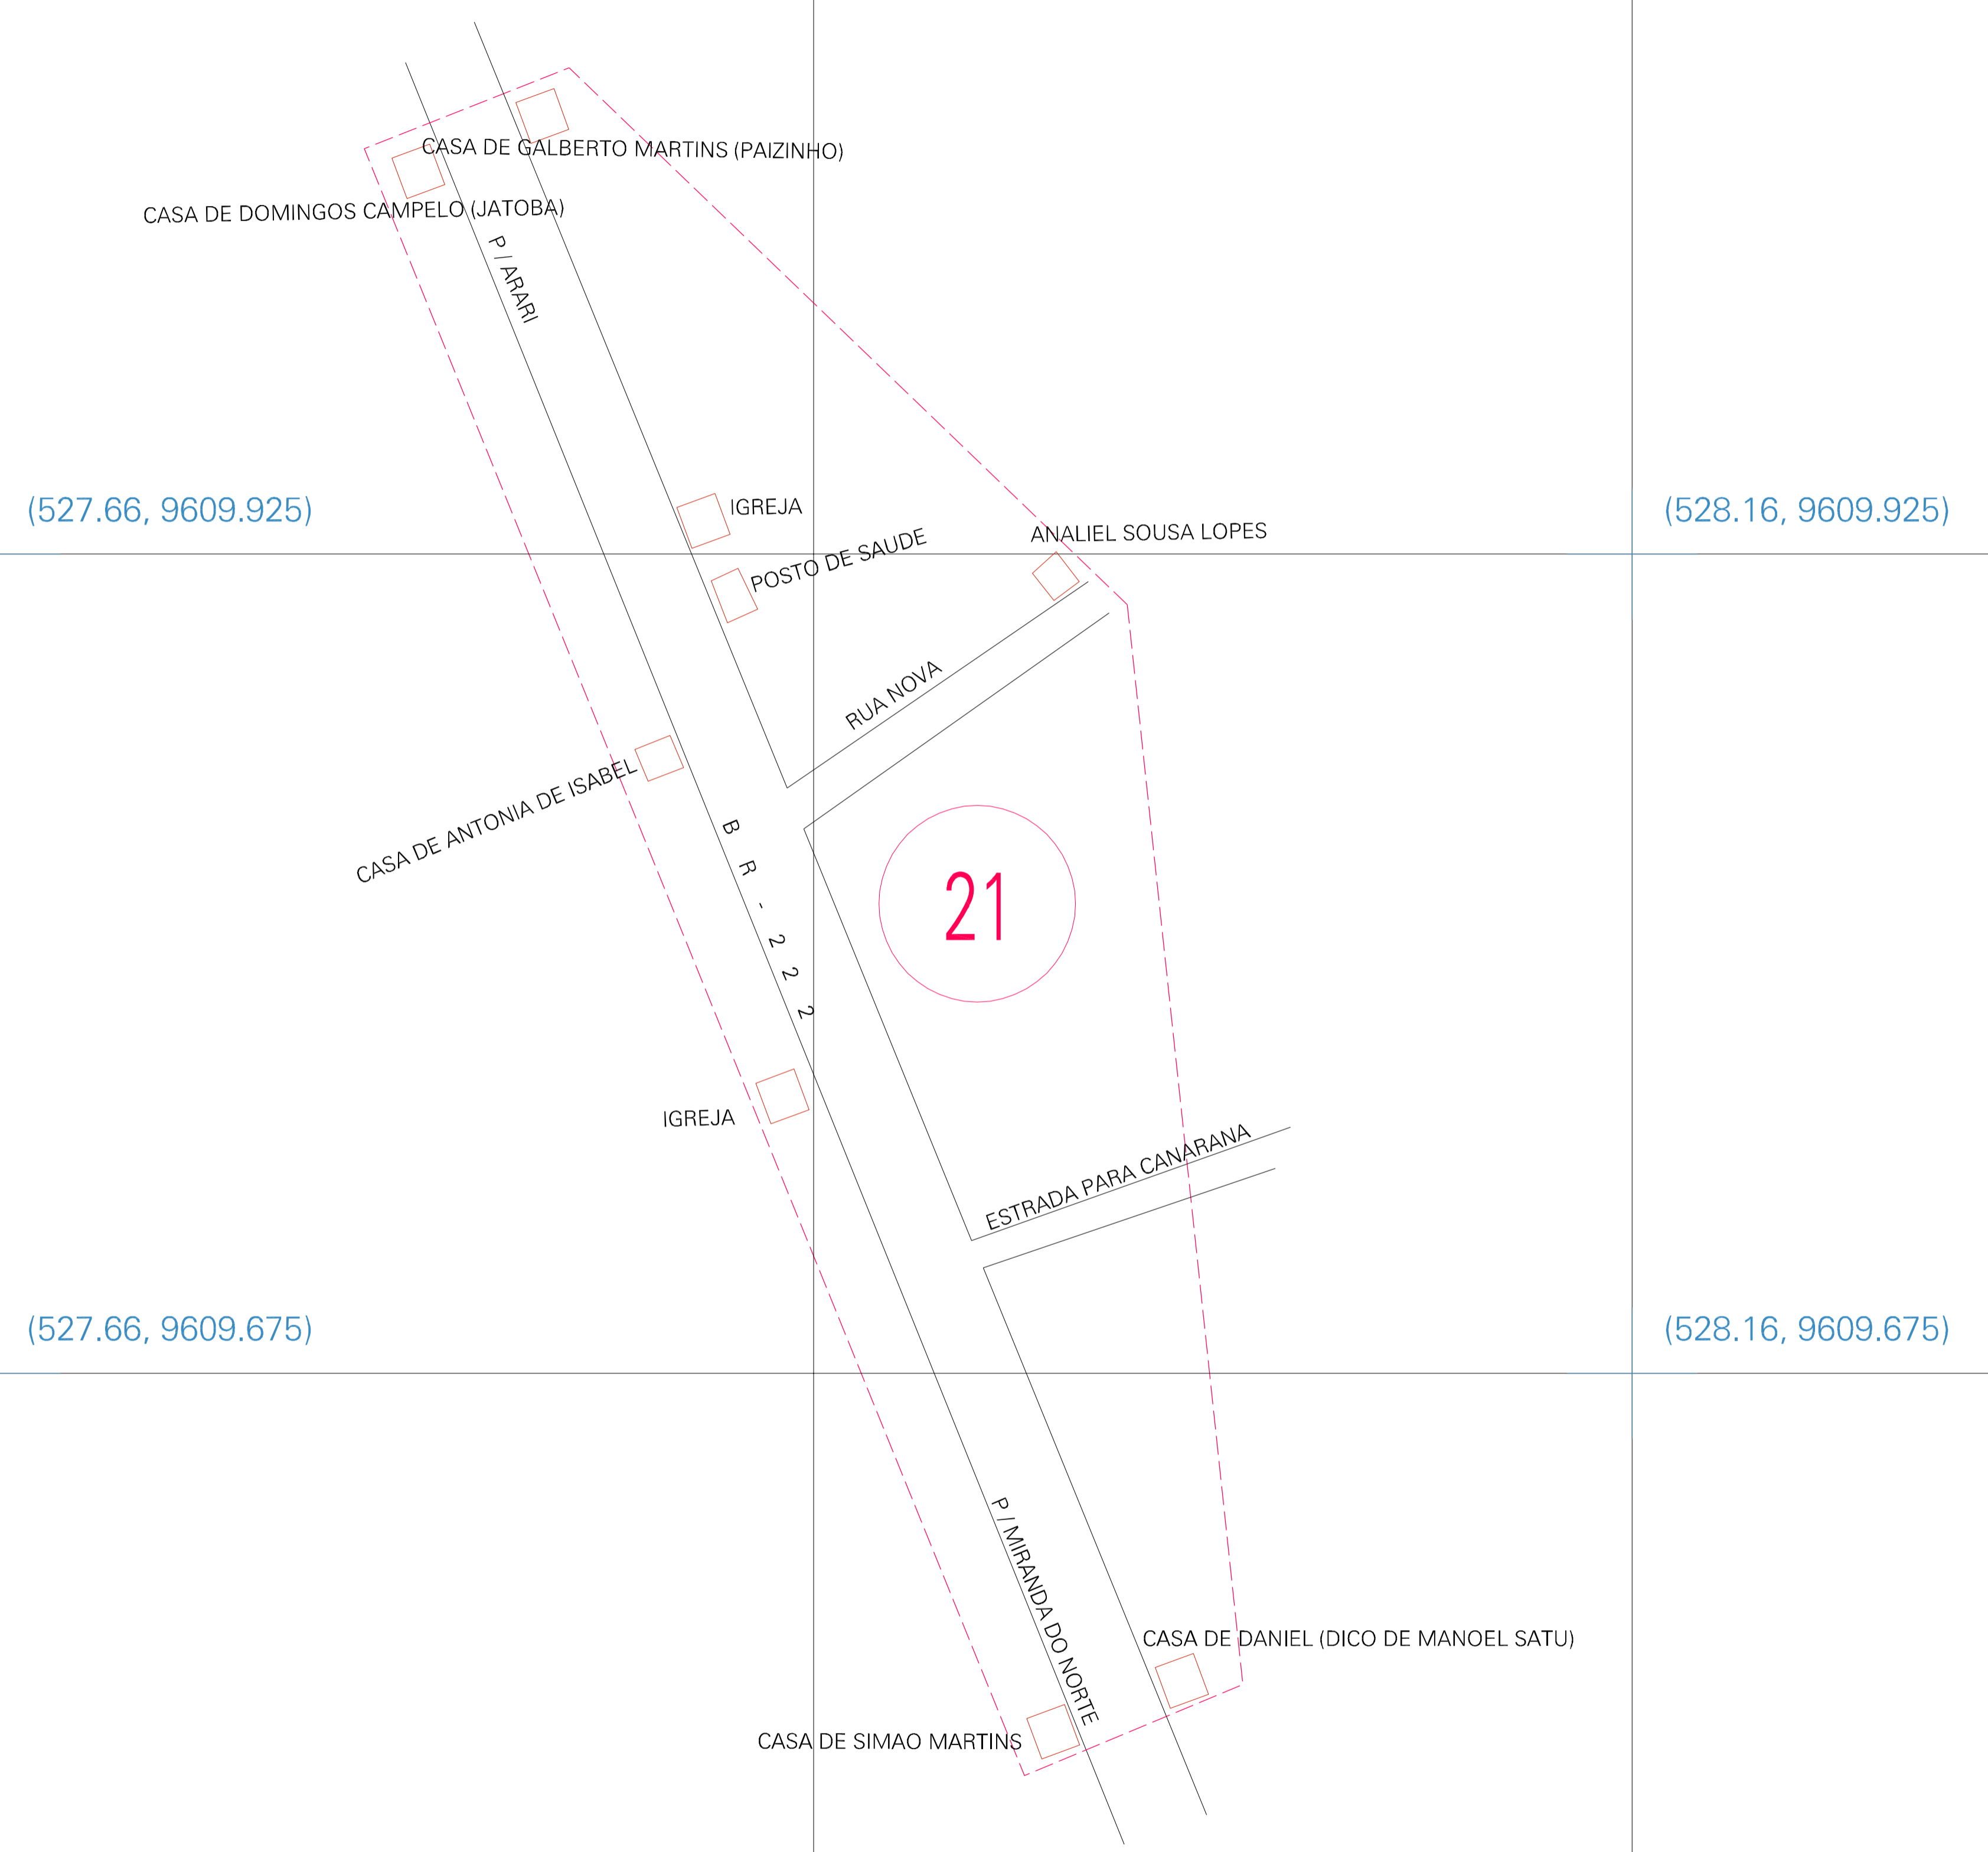 CASA DE GALBERTO MARTINS (PAIZINHO)
CASA DE DOMINGOS CAMPELO (JATOBA)
P / ARARI
(527.66, 9609.925)
IGREJA
(528.16, 9609.925)
ANALIEL SOUSA LOPES
POSTO DE SAUDE
RUA NOVA
CASA DE ANTONIA DE ISABEL
BR-222
21
IGREJA
ESTRADA PARA CANARANA
(527.66, 9609.675)
(528.16, 9609.675)
P / MIRANDA DO NORTE
CASA DE DANIEL (DICO DE MANOEL SATU)
CASA DE SIMAO MARTINS